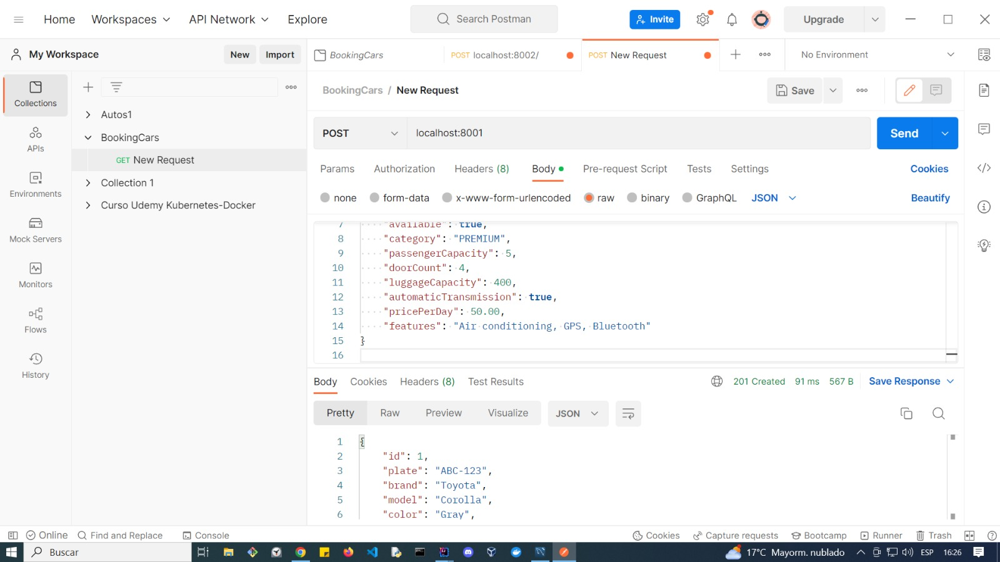 Home Workspaces API Network Explore Search Postman Invite Upgrade
My Workspace New Import BookingCars POST localhost:8002/ POST New Request No Environment
BookingCars / New Request Save
Collections
APIs
Environments
Mock Servers
Monitors
Flows
History
Autos1
BookingCars
GET New Request
Collection 1
Curso Udemy Kubernetes-Docker
POST localhost:8001 Send
Params Authorization Headers (8) Body Pre-request Script Tests Settings Cookies
none form-data x-www-form-urlencoded raw binary GraphQL JSON Beautify
7 "available": true,
8 "category": "PREMIUM",
9 "passengerCapacity": 5,
10 "doorCount": 4,
11 "luggageCapacity": 400,
12 "automaticTransmission": true,
13 "pricePerDay": 50.00,
14 "features": "Air conditioning, GPS, Bluetooth"
15 }
16
Body Cookies Headers (8) Test Results 201 Created 91 ms 567 B Save Response
Pretty Raw Preview Visualize JSON
1 {
2 "id": 1,
3 "plate": "ABC-123",
4 "brand": "Toyota",
5 "model": "Corolla",
6 "color": "Gray",
Online Find and Replace Console Cookies Capture requests Bootcamp Runner Trash
Buscar 17°C Mayorm. nublado ESP 16:26